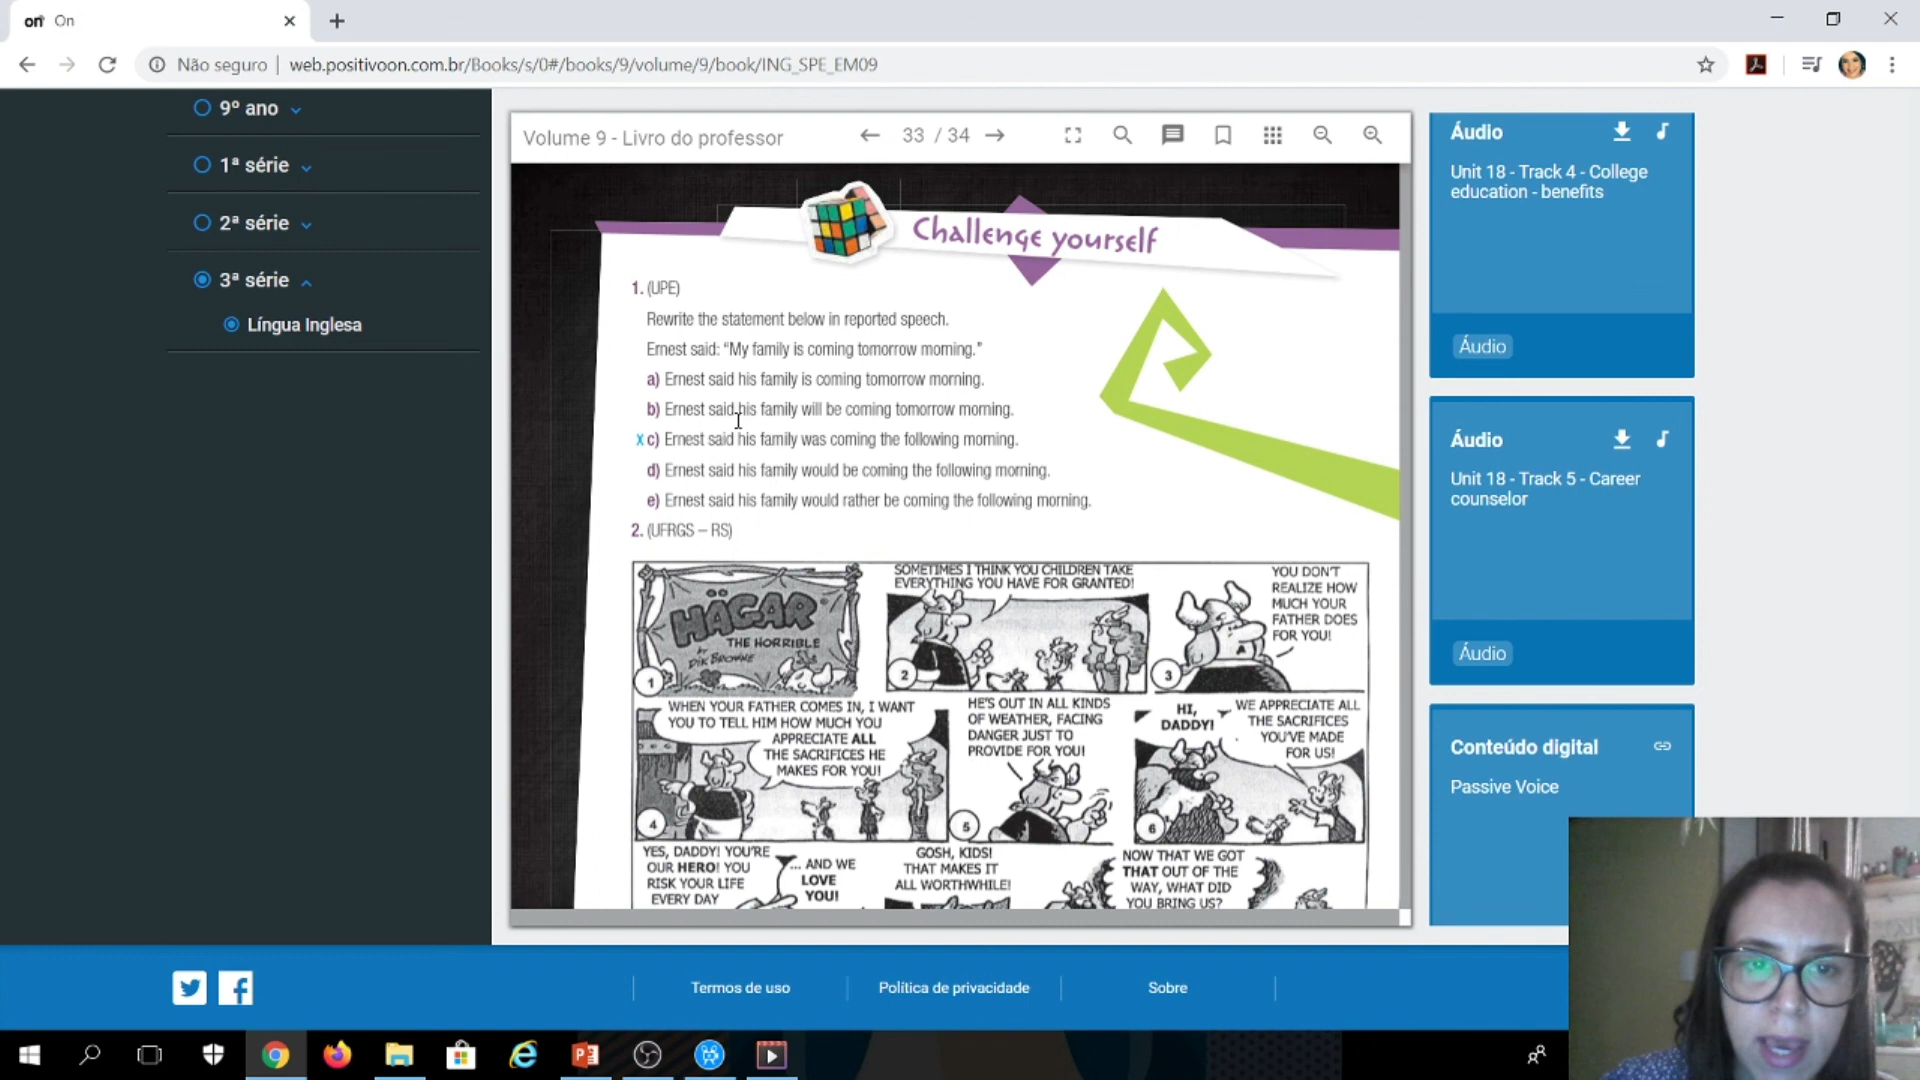 on On
Não seguro | web.positivoon.com.br/Books/s/0#/books/9/volume/9/book/ING_SPE_EM09
9º ano
1ª série
2ª série
3ª série
Língua Inglesa
Volume 9 - Livro do professor
33 / 34
Challenge yourself
1. (UPE)
Rewrite the statement below in reported speech.
Ernest said: “My family is coming tomorrow morning.”
a) Ernest said his family is coming tomorrow morning.
b) Ernest said his family will be coming tomorrow morning.
X c) Ernest said his family was coming the following morning.
d) Ernest said his family would be coming the following morning.
e) Ernest said his family would rather be coming the following morning.
2. (UFRGS – RS)
HÄGAR
THE HORRIBLE
by
DIK BROWNE
1
SOMETIMES I THINK YOU CHILDREN TAKE
EVERYTHING YOU HAVE FOR GRANTED!
2
YOU DON'T
REALIZE HOW
MUCH YOUR
FATHER DOES
FOR YOU!
3
WHEN YOUR FATHER COMES IN, I WANT
YOU TO TELL HIM HOW MUCH YOU
APPRECIATE ALL
THE SACRIFICES HE
MAKES FOR YOU!
4
HE'S OUT IN ALL KINDS
OF WEATHER, FACING
DANGER JUST TO
PROVIDE FOR YOU!
5
HI,
DADDY!
WE APPRECIATE ALL
THE SACRIFICES
YOU'VE MADE
FOR US!
6
YES, DADDY! YOU'RE
OUR HERO! YOU
RISK YOUR LIFE
EVERY DAY
... AND WE
LOVE
YOU!
GOSH, KIDS!
THAT MAKES IT
ALL WORTHWHILE!
NOW THAT WE GOT
THAT OUT OF THE
WAY, WHAT DID
YOU BRING US?
Áudio
Unit 18 - Track 4 - College
education - benefits
Áudio
Áudio
Unit 18 - Track 5 - Career
counselor
Áudio
Conteúdo digital
Passive Voice
Termos de uso
Política de privacidade
Sobre